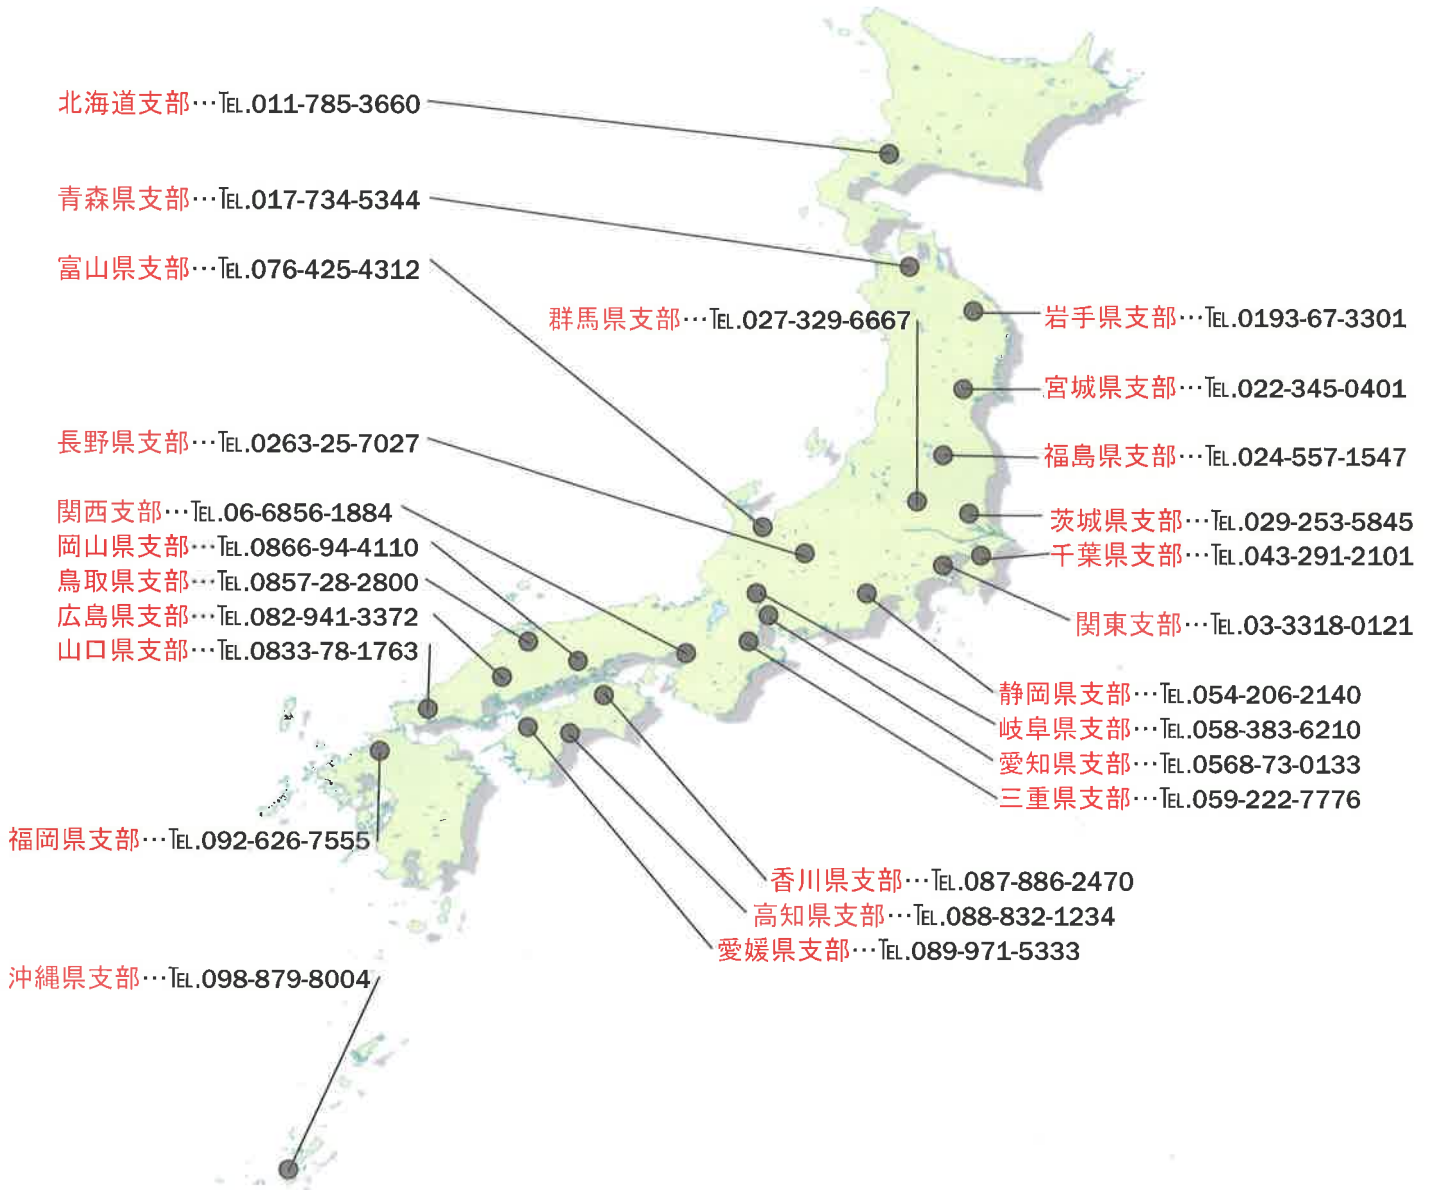 北海道支部…TEL.011-785-3660
青森県支部…TEL.017-734-5344
富山県支部…TEL.076-425-4312
群馬県支部…TEL.027-329-6667
岩手県支部…TEL.0193-67-3301
宮城県支部…TEL.022-345-0401
長野県支部…TEL.0263-25-7027
福島県支部…TEL.024-557-1547
関西支部…TEL.06-6856-1884
茨城県支部…TEL.029-253-5845
岡山県支部…TEL.0866-94-4110
千葉県支部…TEL.043-291-2101
鳥取県支部…TEL.0857-28-2800
広島県支部…TEL.082-941-3372
関東支部…TEL.03-3318-0121
山口県支部…TEL.0833-78-1763
静岡県支部…TEL.054-206-2140
岐阜県支部…TEL.058-383-6210
愛知県支部…TEL.0568-73-0133
三重県支部…TEL.059-222-7776
福岡県支部…TEL.092-626-7555
香川県支部…TEL.087-886-2470
高知県支部…TEL.088-832-1234
愛媛県支部…TEL.089-971-5333
沖縄県支部…TEL.098-879-8004